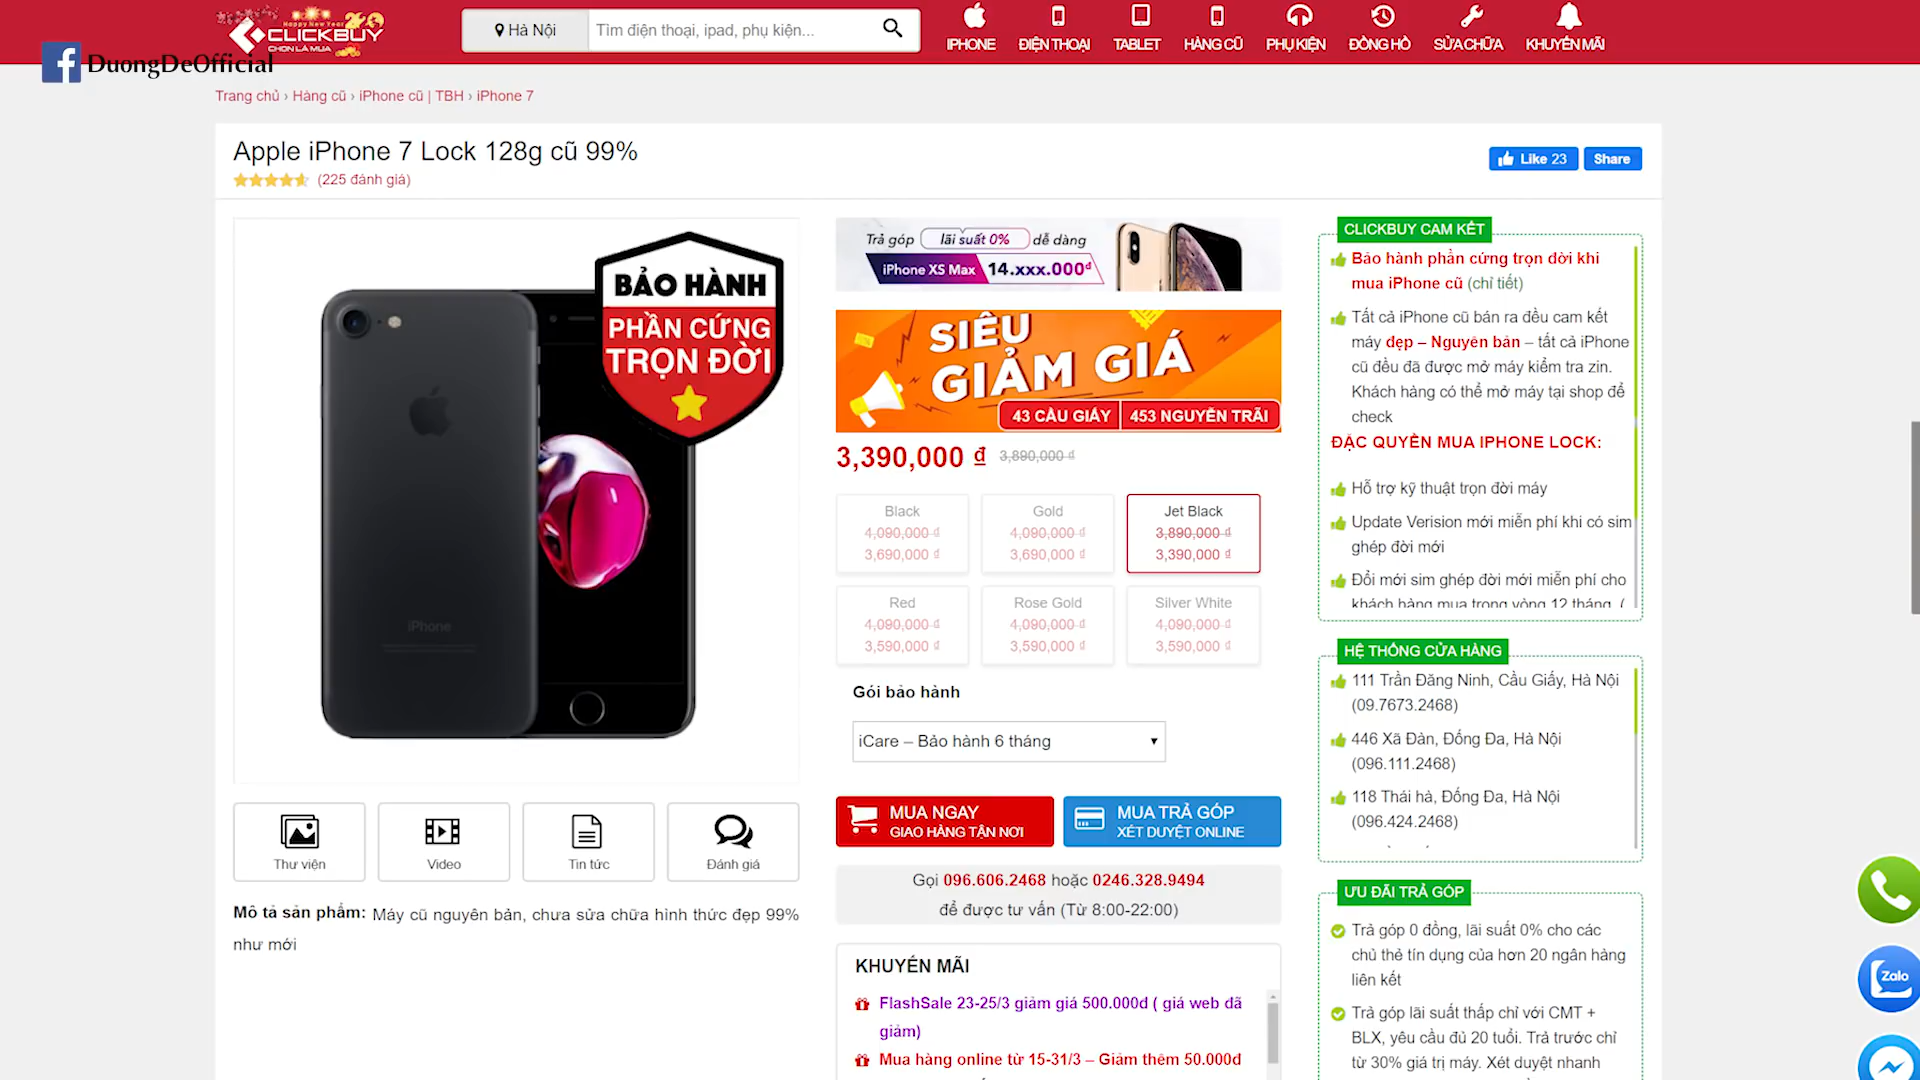 Happy New Year
CLICKBUY
CHỌN LÀ MUA
Hà Nội
Tìm điện thoại, ipad, phụ kiện...
IPHONE
ĐIỆN THOẠI
TABLET
HÀNG CŨ
PHỤ KIỆN
ĐỒNG HỒ
SỬA CHỮA
KHUYẾN MÃI
DuongDeOfficial
Trang chủ › Hàng cũ › iPhone cũ | TBH › iPhone 7
Apple iPhone 7 Lock 128g cũ 99%
(225 đánh giá)
Like 23
Share
BẢO HÀNH
PHẦN CỨNG
TRỌN ĐỜI
iPhone
Thư viện
Video
Tin tức
Đánh giá
Mô tả sản phẩm: Máy cũ nguyên bản, chưa sửa chữa hình thức đẹp 99%
như mới
Trả góp lãi suất 0% dễ dàng
iPhone XS Max 14.xxx.000đ
SIÊU
GIẢM GIÁ
43 CẦU GIẤY
453 NGUYỄN TRÃI
3,390,000 ₫ 3,890,000 ₫
Black
4,090,000 ₫
3,690,000 ₫
Gold
4,090,000 ₫
3,690,000 ₫
Jet Black
3,890,000 ₫
3,390,000 ₫
Red
4,090,000 ₫
3,590,000 ₫
Rose Gold
4,090,000 ₫
3,590,000 ₫
Silver White
4,090,000 ₫
3,590,000 ₫
Gói bảo hành
iCare – Bảo hành 6 tháng
MUA NGAY
GIAO HÀNG TẬN NƠI
MUA TRẢ GÓP
XÉT DUYỆT ONLINE
Gọi 096.606.2468 hoặc 0246.328.9494
để được tư vấn (Từ 8:00-22:00)
KHUYẾN MÃI
FlashSale 23-25/3 giảm giá 500.000d ( giá web đã
giảm)
Mua hàng online từ 15-31/3 – Giảm thêm 50.000d
CLICKBUY CAM KẾT
Bảo hành phần cứng trọn đời khi
mua iPhone cũ (chi tiết)
Tất cả iPhone cũ bán ra đều cam kết
máy đẹp – Nguyên bản – tất cả iPhone
cũ đều đã được mở máy kiểm tra zin.
Khách hàng có thể mở máy tại shop để
check
ĐẶC QUYỀN MUA IPHONE LOCK:
Hỗ trợ kỹ thuật trọn đời máy
Update Verision mới miễn phí khi có sim
ghép đời mới
Đổi mới sim ghép đời mới miễn phí cho
khách hàng mua trong vòng 12 tháng (
HỆ THỐNG CỬA HÀNG
111 Trần Đăng Ninh, Cầu Giấy, Hà Nội
(09.7673.2468)
446 Xã Đàn, Đống Đa, Hà Nội
(096.111.2468)
118 Thái hà, Đống Đa, Hà Nội
(096.424.2468)
ƯU ĐÃI TRẢ GÓP
Trả góp 0 đồng, lãi suất 0% cho các
chủ thẻ tín dụng của hơn 20 ngân hàng
liên kết
Trả góp lãi suất thấp chỉ với CMT +
BLX, yêu cầu đủ 20 tuổi. Trả trước chỉ
từ 30% giá trị máy. Xét duyệt nhanh
Zalo